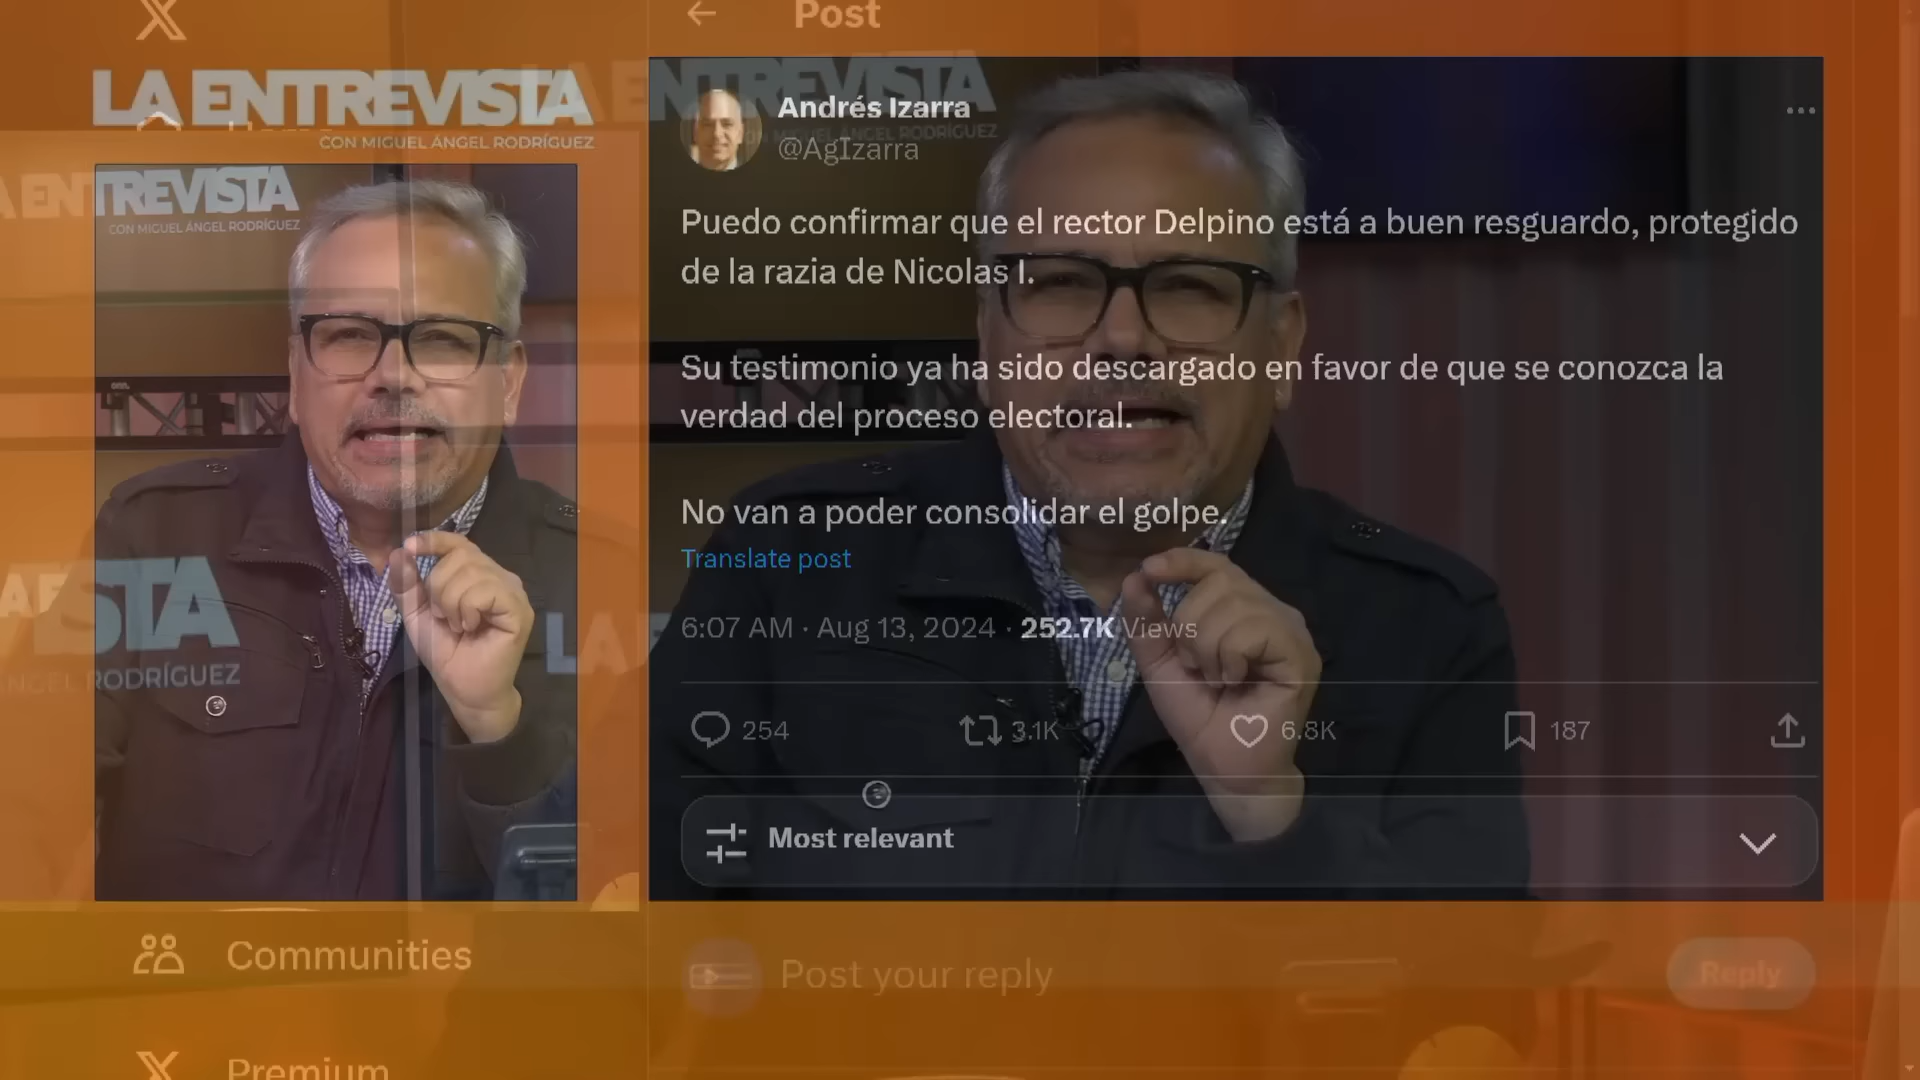 Post
LA ENTREVISTA
CON MIGUEL ÁNGEL RODRÍGUEZ
ENTREVISTA
CON MIGUEL ÁNGEL RODRÍGUEZ
Andrés Izarra
@AgIzarra
Puedo confirmar que el rector Delpino está a buen resguardo, protegido
de la razia de Nicolas I.
Su testimonio ya ha sido descargado en favor de que se conozca la
verdad del proceso electoral.
No van a poder consolidar el golpe.
Translate post
6:07 AM · Aug 13, 2024 · 252.7K Views
254 3.1K 6.8K 187
Most relevant
VISTA
RODRÍGUEZ
Communities
Post your reply
Reply
Premium